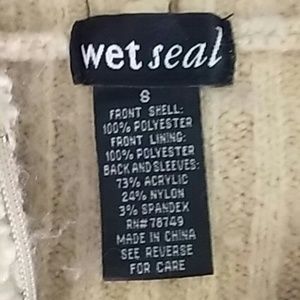 wet seal
S
FRONT SHELL:
100% POLYESTER
FRONT LINING:
100% POLYESTER
BACK AND SLEEVES:
73% ACRYLIC
24% NYLON
3% SPANDEX
RN#78749
MADE IN CHINA
SEE REVERSE
FOR CARE